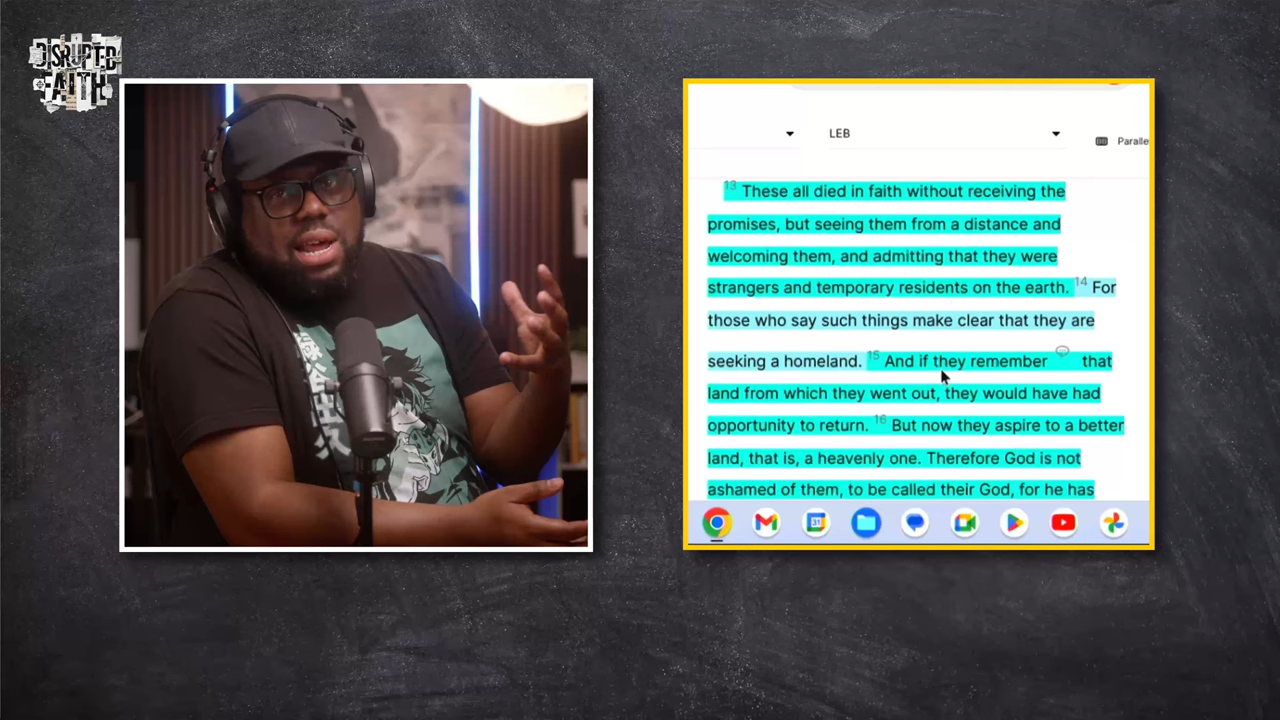 DISRUPTED
FAITH
LEB
Paralle
13 These all died in faith without receiving the
promises, but seeing them from a distance and
welcoming them, and admitting that they were
strangers and temporary residents on the earth. 14 For
those who say such things make clear that they are
seeking a homeland. 15 And if they remember that
land from which they went out, they would have had
opportunity to return. 16 But now they aspire to a better
land, that is, a heavenly one. Therefore God is not
ashamed of them, to be called their God, for he has
31